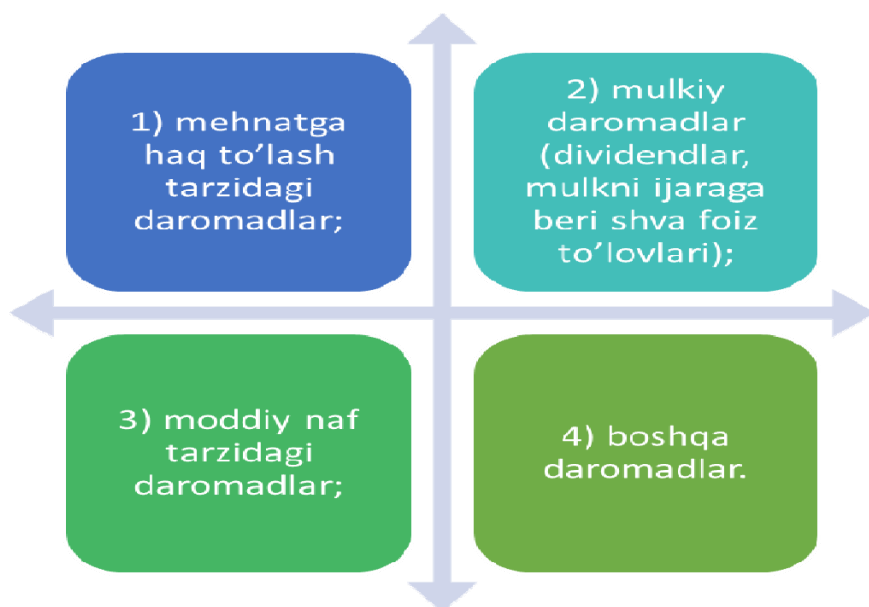 1) mehnatga
haq to’lash
tarzidagi
daromadlar;
2) mulkiy
daromadlar
(dividendlar,
mulkni ijaraga
beri shva foiz
to’lovlari);
3) moddiy naf
tarzidagi
daromadlar;
4) boshqa
daromadlar.